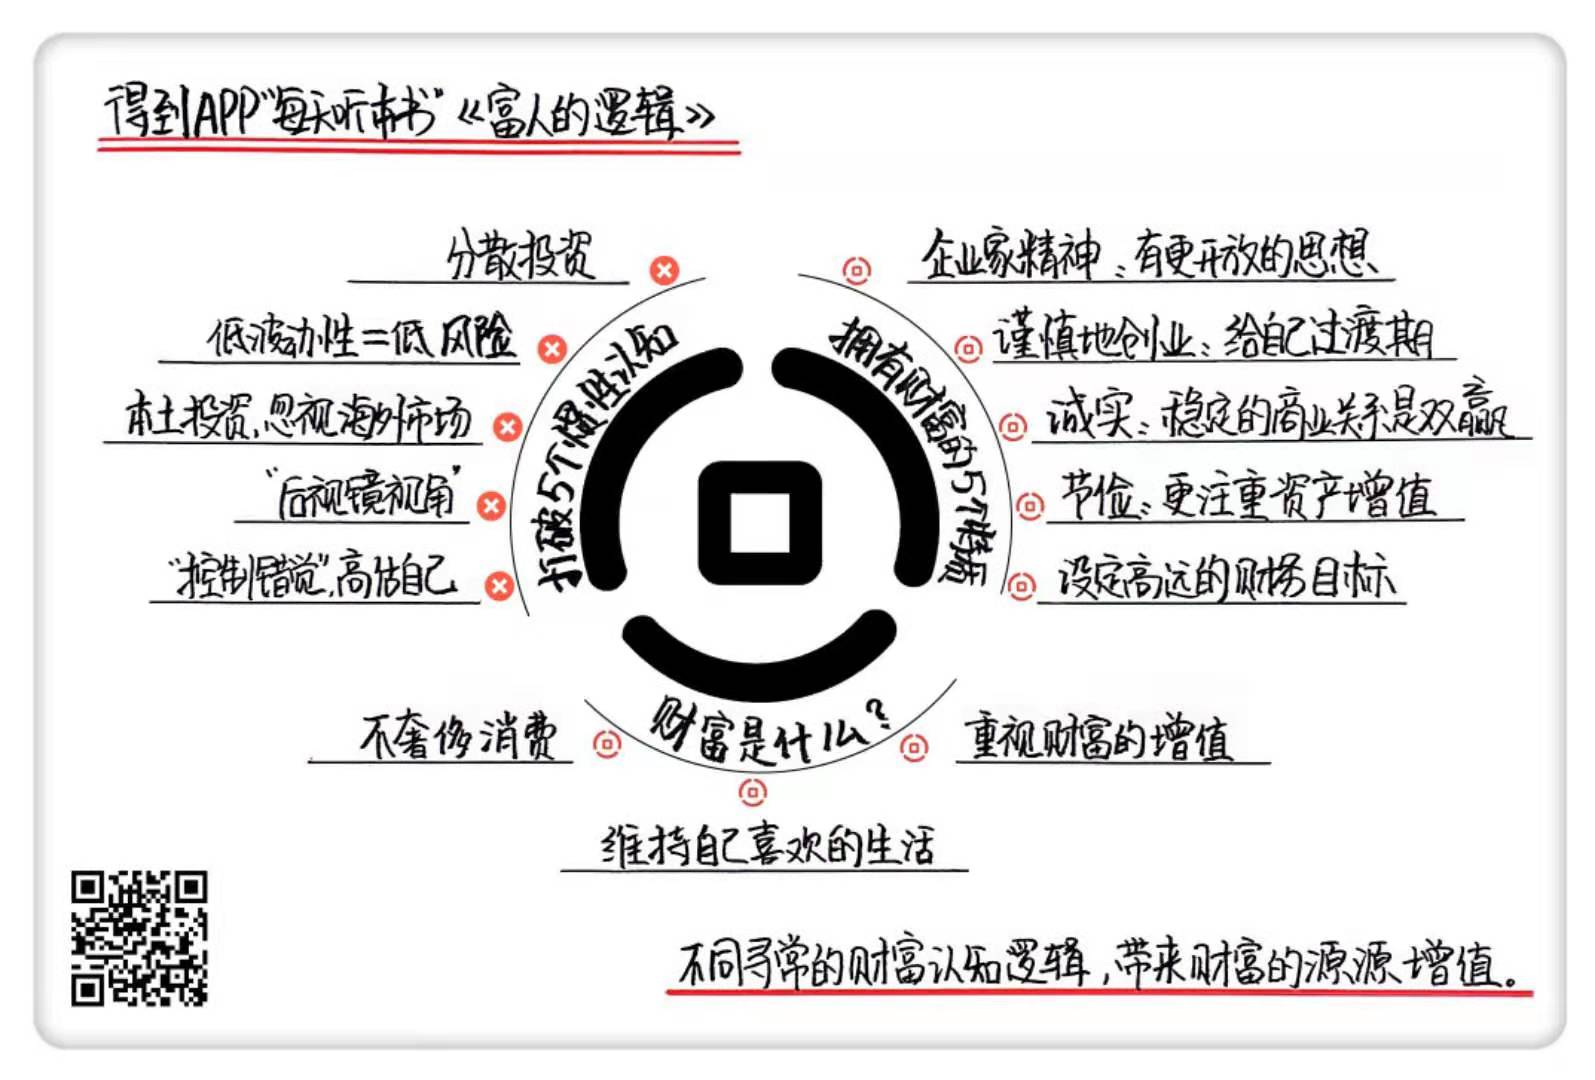 得到APP“每天听本书”《富人的逻辑》
打破5个惯性认知
分散投资
低波动性=低风险
本土投资,忽视海外市场
“后视镜视角”
“控制错觉”,高估自己
拥有财富的5个特质
企业家精神:有更开放的思想
谨慎地创业:给自己过渡期
诚实:稳定的商业关系是双赢
节俭:更注重资产增值
设定高远的财务目标
财富是什么?
不奢侈消费
维持自己喜欢的生活
重视财富的增值
不同寻常的财富认知逻辑,带来财富的源源增值。